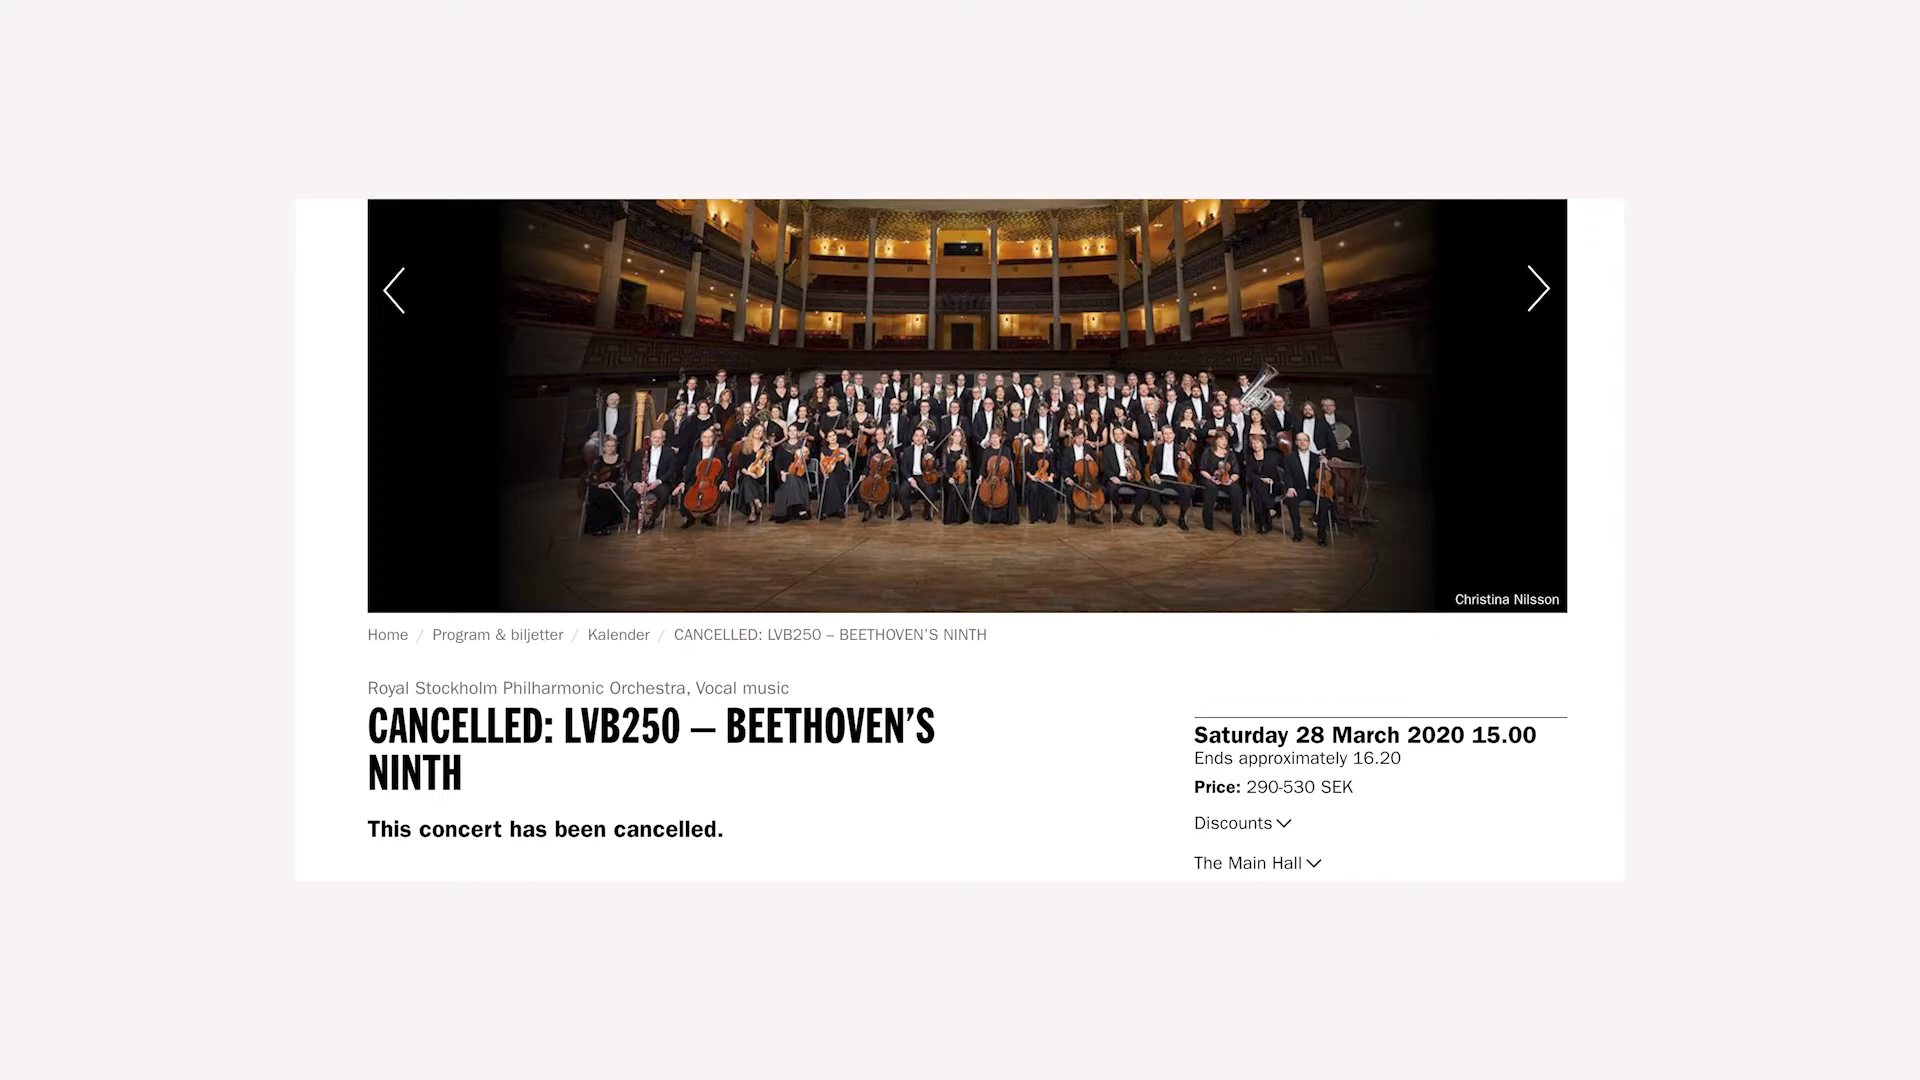 Christina Nilsson
Home / Program & biljetter / Kalender / CANCELLED: LVB250 – BEETHOVEN'S NINTH
Royal Stockholm Philharmonic Orchestra, Vocal music
CANCELLED: LVB250 – BEETHOVEN'S
NINTH
This concert has been cancelled.
Saturday 28 March 2020 15.00
Ends approximately 16.20
Price: 290-530 SEK
Discounts
The Main Hall